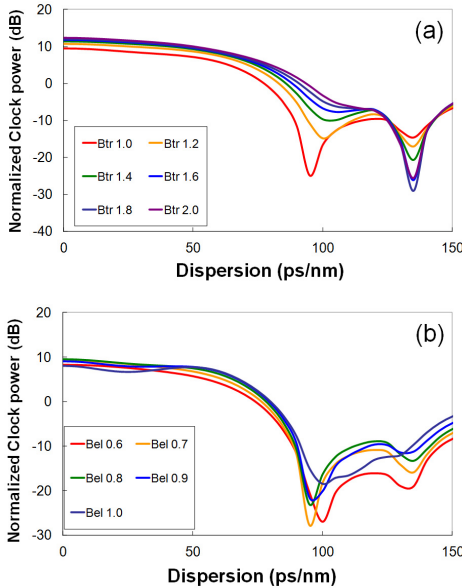 (a)
Normalized Clock power (dB)
20
10
0
-10
-20
-30
-40
Btr 1.0
Btr 1.2
Btr 1.4
Btr 1.6
Btr 1.8
Btr 2.0
0
50
100
150
Dispersion (ps/nm)
(b)
Normalized Clock power (dB)
20
10
0
-10
-20
-30
Bel 0.6
Bel 0.7
Bel 0.8
Bel 0.9
Bel 1.0
0
50
100
150
Dispersion (ps/nm)